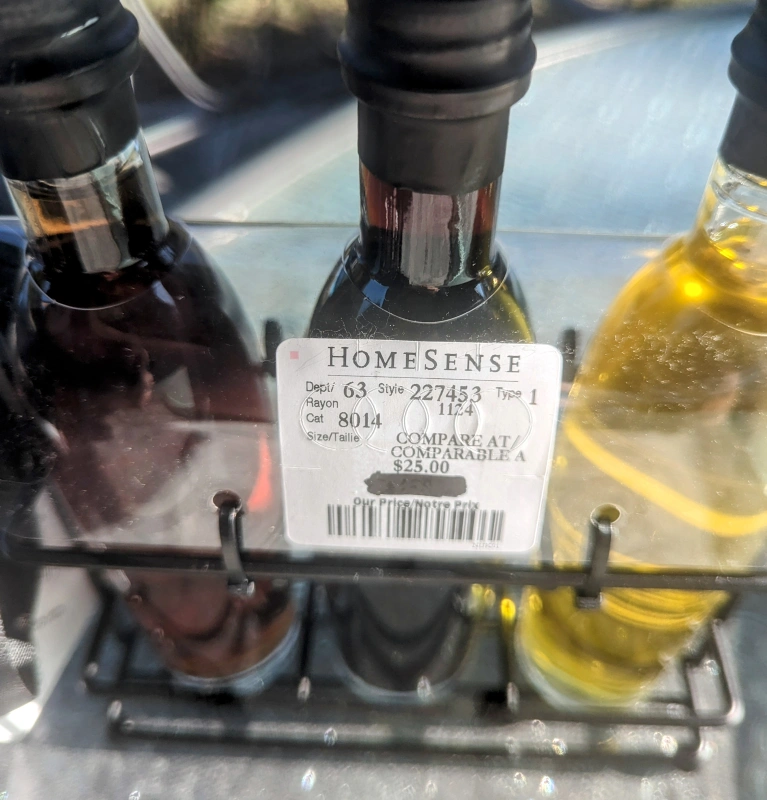 HOMESENSE
Dept/ 63 Style 227453 Type 1
Rayon 1124
Cat 8014
Size/Taille COMPARE AT/
COMPARABLE A
$25.00
Our Price/Notre Prix